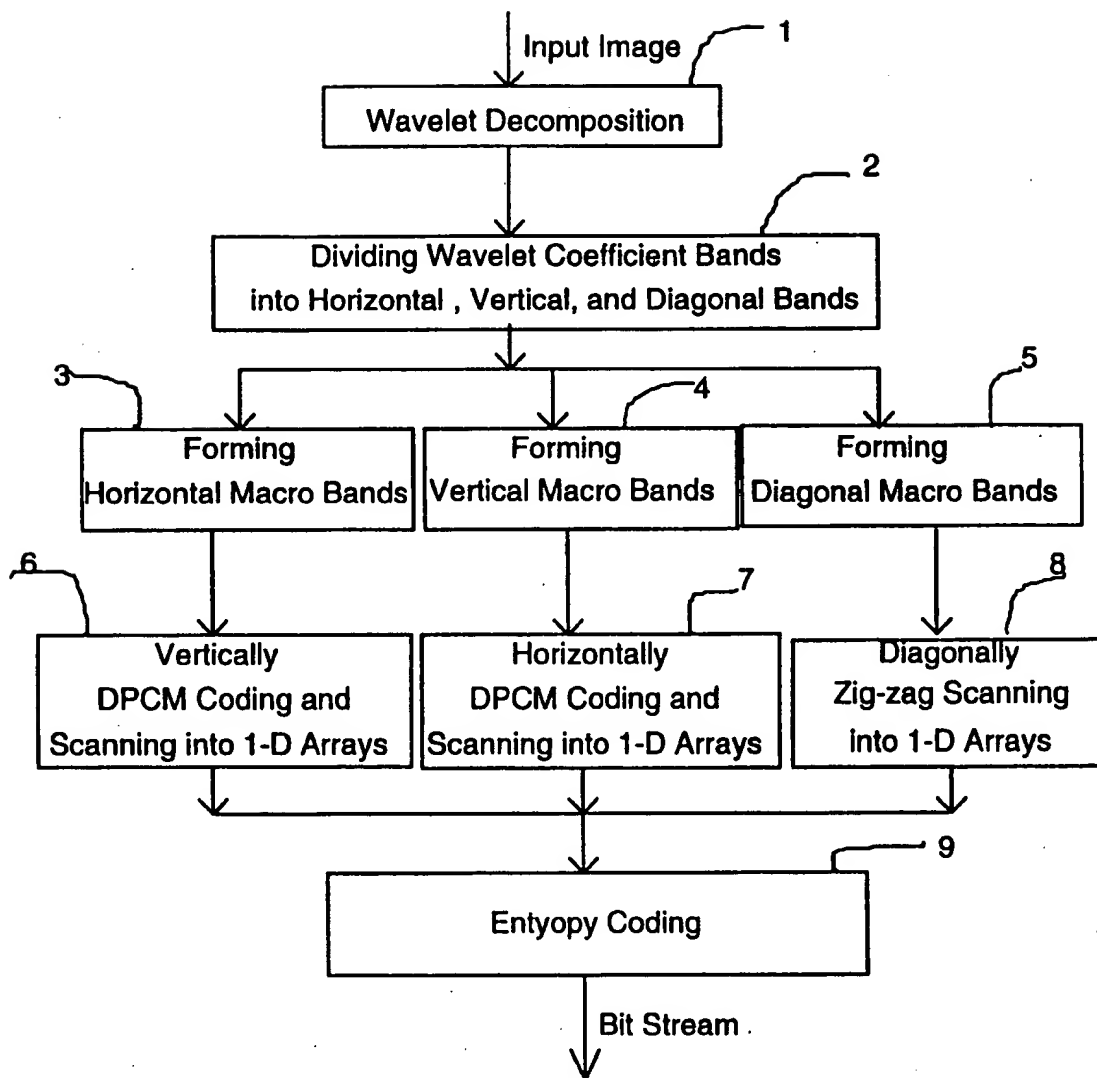 1
Input Image
Wavelet Decomposition
2
Dividing Wavelet Coefficient Bands
into Horizontal , Vertical, and Diagonal Bands
3
4
5
Forming
Horizontal Macro Bands
Forming
Vertical Macro Bands
Forming
Diagonal Macro Bands
6
7
8
Vertically
DPCM Coding and
Scanning into 1-D Arrays
Horizontally
DPCM Coding and
Scanning into 1-D Arrays
Diagonally
Zig-zag Scanning
into 1-D Arrays
9
Entyopy Coding
Bit Stream